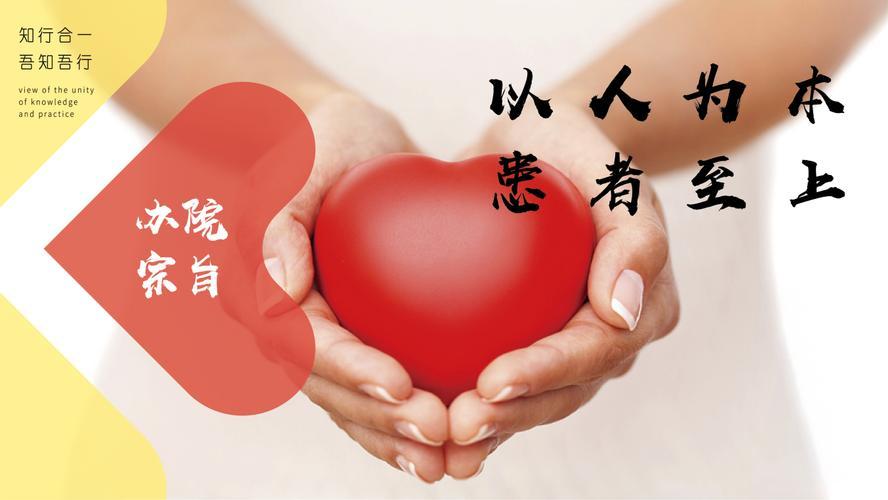 知行合一
吾知吾行
view of the unity
of knowledge
and practice
以人为本
患者至上
办院
宗旨